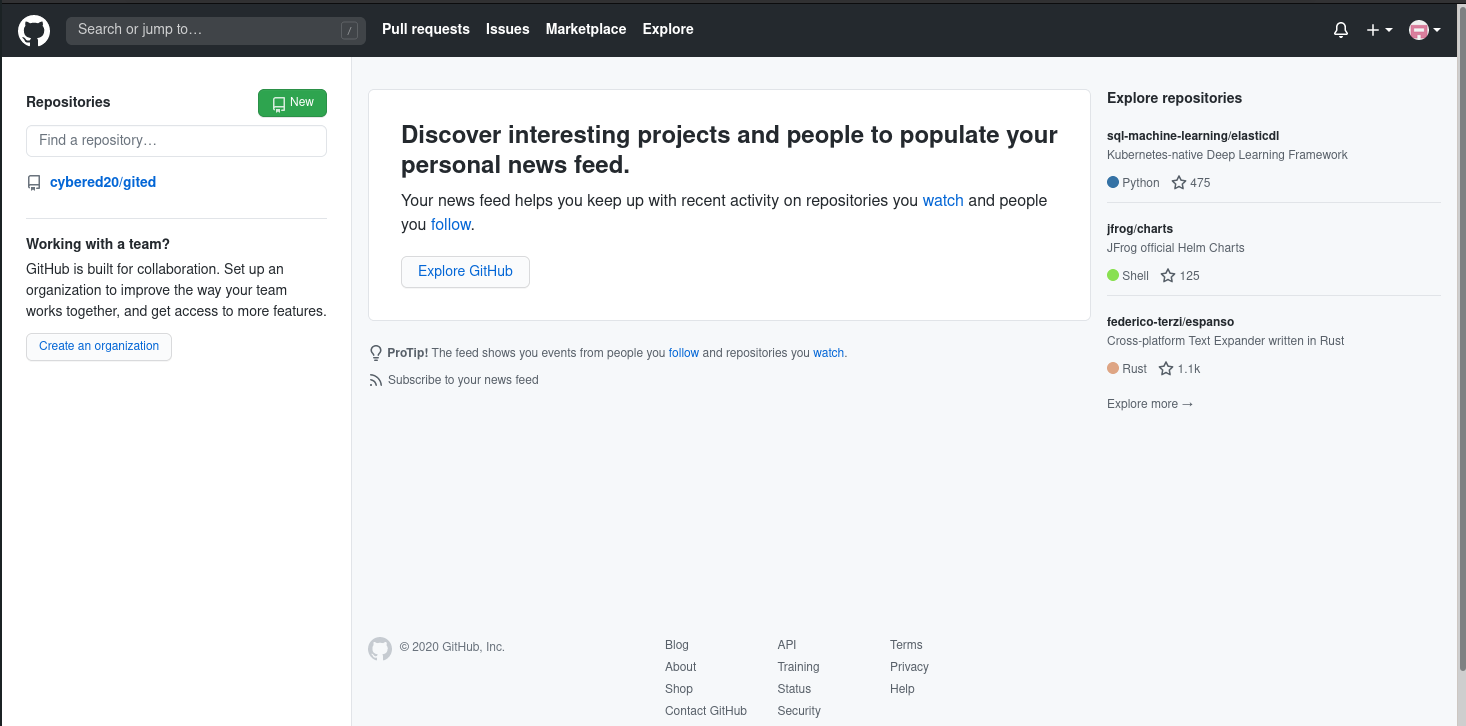 Search or jump to…
/
Pull requests
Issues
Marketplace
Explore
Repositories
New
Find a repository…
cybered20/gited
Working with a team?
GitHub is built for collaboration. Set up an
organization to improve the way your team
works together, and get access to more features.
Create an organization
Discover interesting projects and people to populate your
personal news feed.
Your news feed helps you keep up with recent activity on repositories you watch and people
you follow.
Explore GitHub
ProTip! The feed shows you events from people you follow and repositories you watch.
Subscribe to your news feed
Explore repositories
sql-machine-learning/elasticdl
Kubernetes-native Deep Learning Framework
Python 475
jfrog/charts
JFrog official Helm Charts
Shell 125
federico-terzi/espanso
Cross-platform Text Expander written in Rust
Rust 1.1k
Explore more →
© 2020 GitHub, Inc.
Blog
About
Shop
Contact GitHub
API
Training
Status
Security
Terms
Privacy
Help